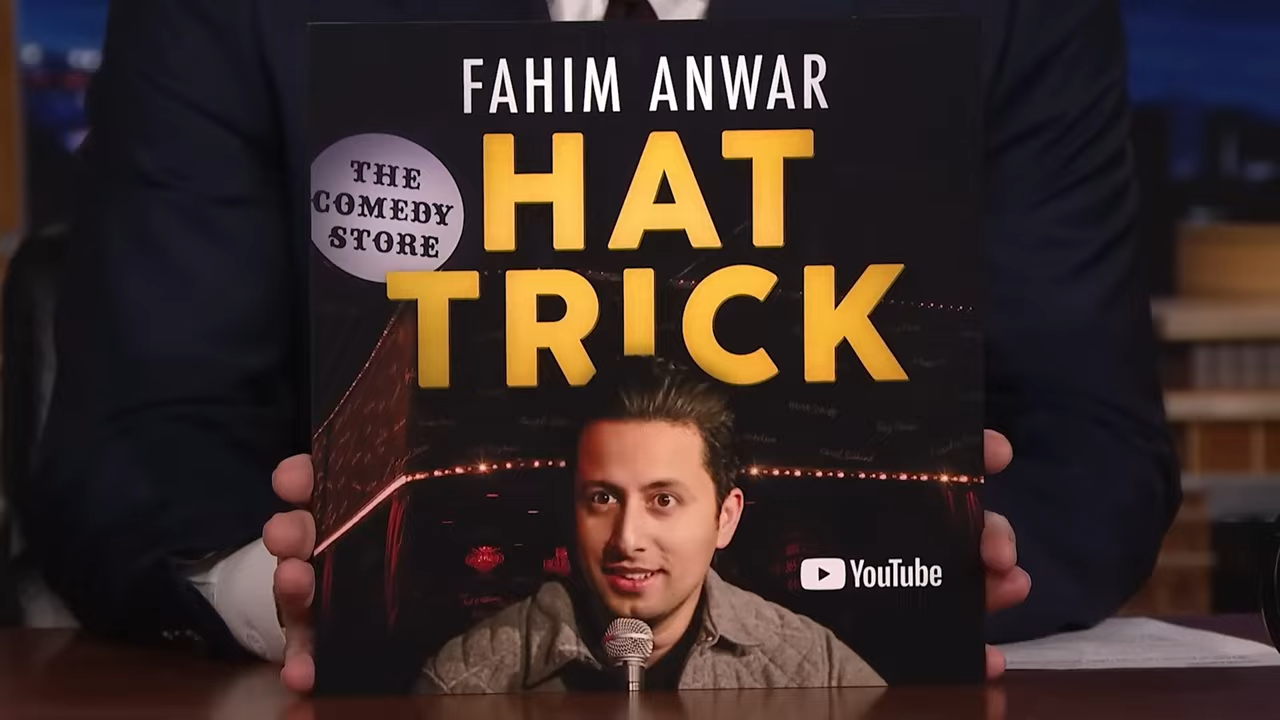 FAHIM ANWAR
HAT
TRICK
THE
COMEDY
STORE
YouTube